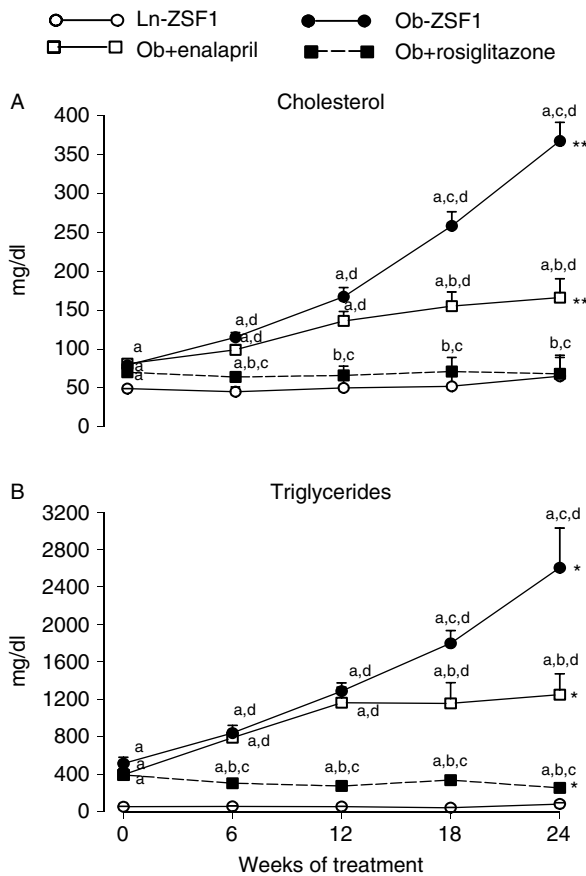 Ln-ZSF1 Ob-ZSF1
Ob+enalapril Ob+rosiglitazone
A Cholesterol
400
350
300
250
200
150
100
50
0
mg/dl
a
a
a
a,d
a,d
a,b,c
a,d
a,d
b,c
a,c,d
a,b,d
b,c
a,c,d
**
a,b,d
**
b,c
B Triglycerides
3200
2800
2400
2000
1600
1200
800
400
0
mg/dl
a
a
a
a,d
a,d
a,b,c
a,d
a,d
a,b,c
a,c,d
a,b,d
a,b,c
a,c,d
*
a,b,d
*
a,b,c
*
0 6 12 18 24
Weeks of treatment